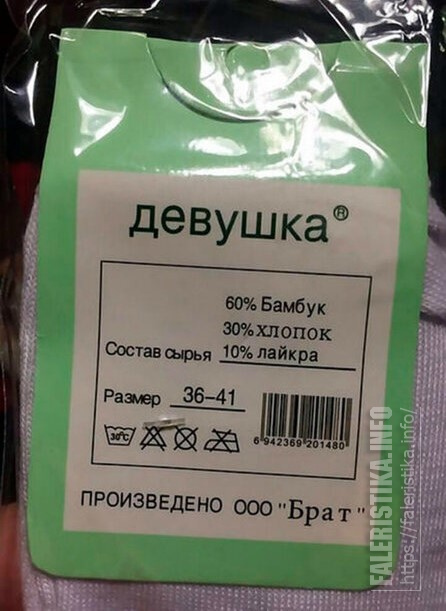 девушка®
60% Бамбук
30% хлопок
Состав сырья 10% лайкра
Размер 36-41
30°C
6 942369 201480
ПРОИЗВЕДЕНО ООО "Брат"
FALERISTIKA.INFO
https://faleristika.info/